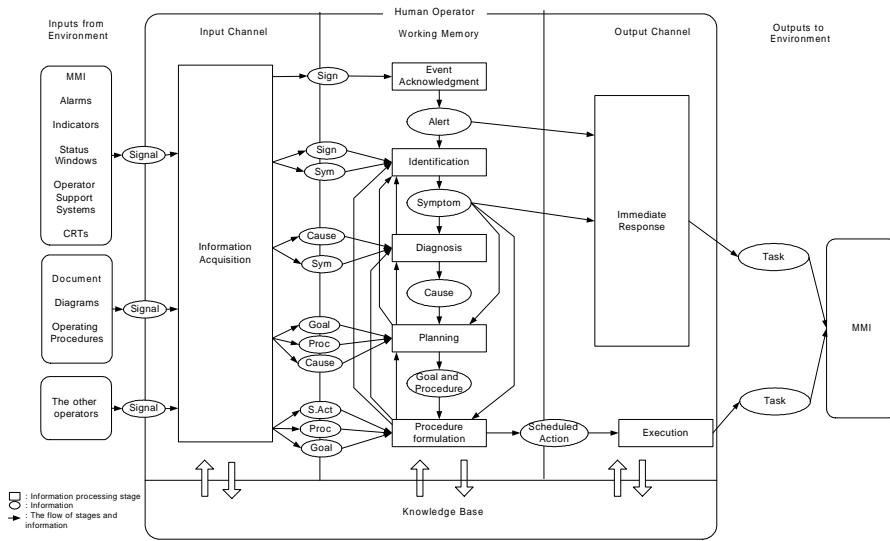 Human Operator
Inputs from
Environment
Input Channel
Working Memory
Output Channel
Outputs to
Environment
MMI
Alarms
Indicators
Status
Windows
Operator
Support
Systems
CRTs
Document
Diagrams
Operating
Procedures
The other
operators
Signal
Signal
Signal
Information
Acquisition
Sign
Sign
Sym
Cause
Sym
Goal
Proc
Cause
S.Act
Proc
Goal
Event
Acknowledgment
Alert
Identification
Symptom
Diagnosis
Cause
Planning
Goal and
Procedure
Procedure
formulation
Scheduled
Action
Immediate
Response
Execution
Task
Task
MMI
Knowledge Base
: Information processing stage
: Information
: The flow of stages and
information